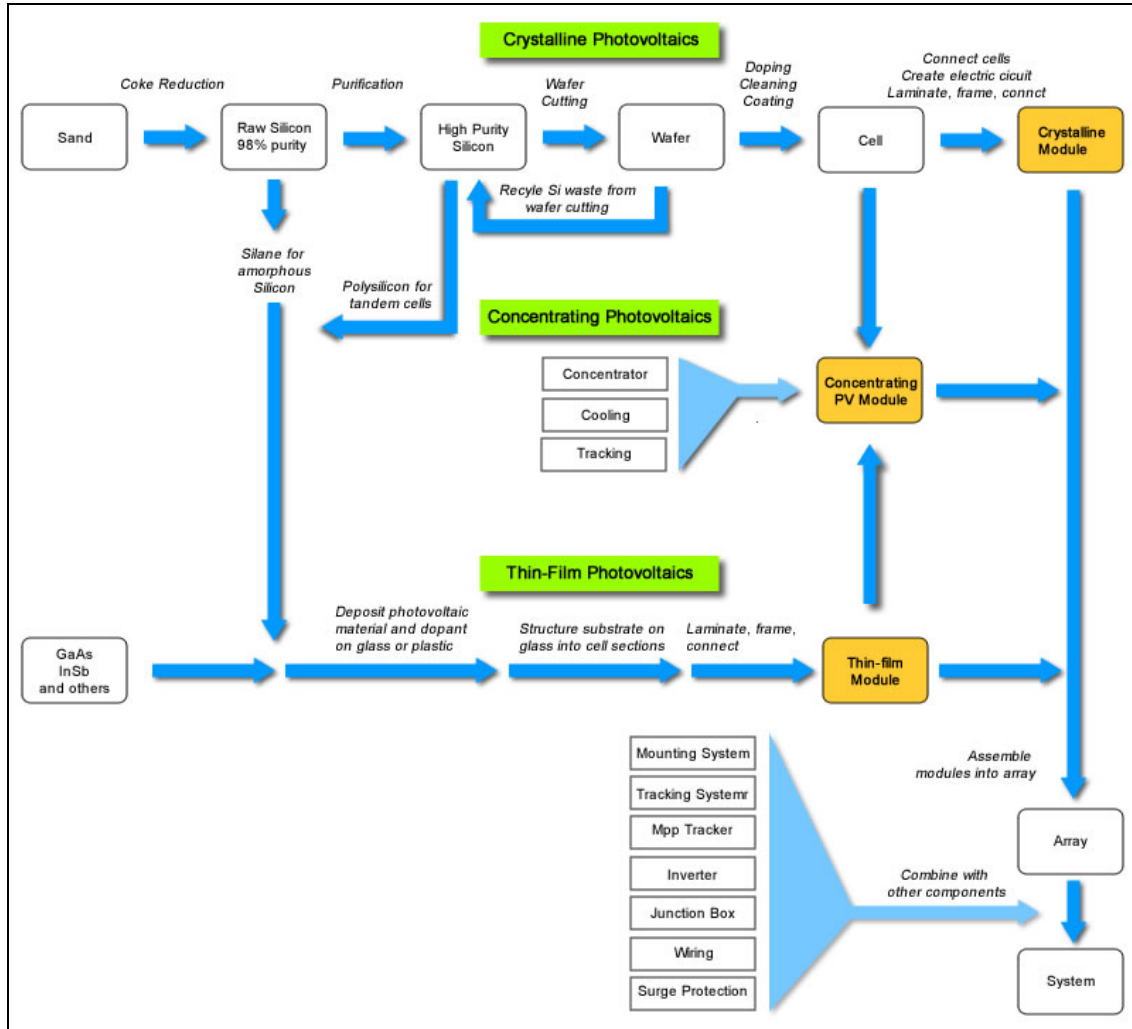 Crystalline Photovoltaics
Coke Reduction
Purification
Wafer
Cutting
Doping
Cleaning
Coating
Connect cells
Create electric cicuit
Laminate, frame, connct
Sand
Raw Silicon
98% purity
High Purity
Silicon
Wafer
Cell
Crystalline
Module
Recyle Si waste from
wafer cutting
Silane for
amorphous
Silicon
Polysilicon for
tandem cells
Concentrating Photovoltaics
Concentrator
Cooling
Tracking
Concentrating
PV Module
.
Thin-Film Photovoltaics
Deposit photovoltaic
material and dopant
on glass or plastic
Structure substrate on
glass into cell sections
Laminate, frame,
connect
GaAs
InSb
and others
Thin-film
Module
Mounting System
Tracking Systemr
Mpp Tracker
Inverter
Junction Box
Wiring
Surge Protection
Assemble
modules into array
Array
Combine with
other components
System